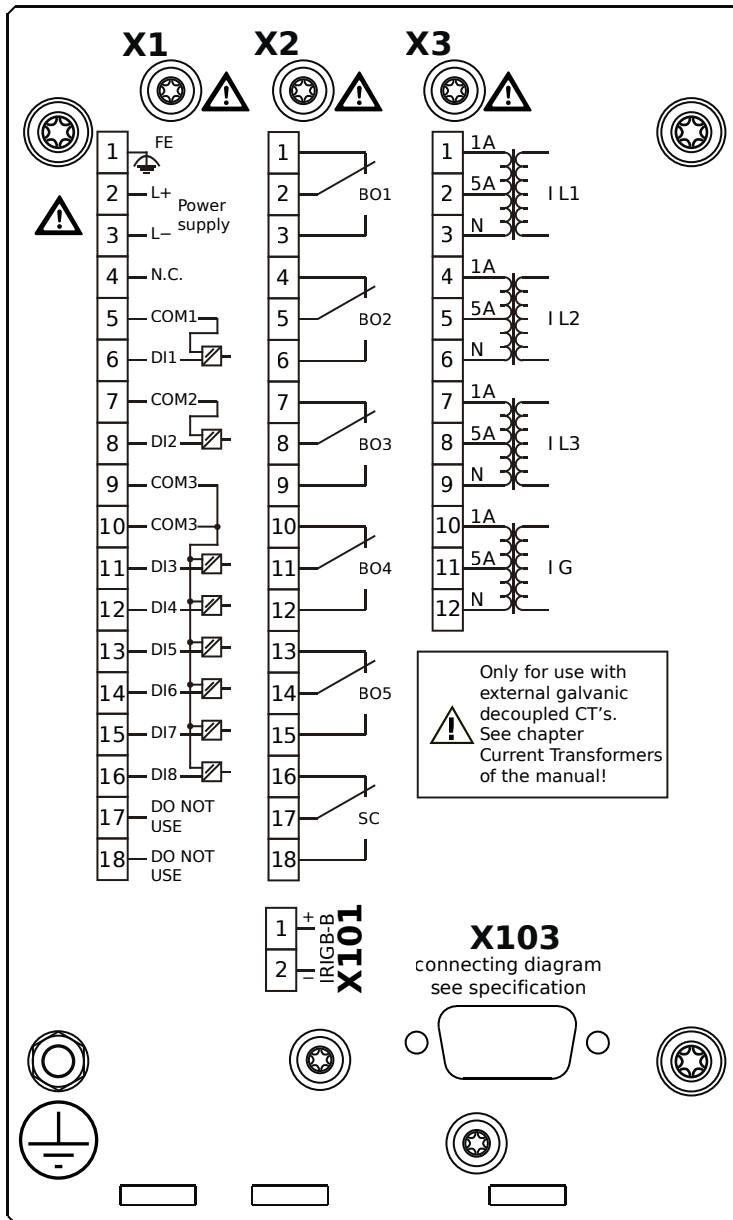 X1
X2
X3
1 FE
2 L+
Power
supply
3 L−
4 N.C.
5 COM1
6 DI1
7 COM2
8 DI2
9 COM3
10 COM3
11 DI3
12 DI4
13 DI5
14 DI6
15 DI7
16 DI8
17 DO NOT
USE
18 DO NOT
USE
1
2 BO1
3
4
5 BO2
6
7
8 BO3
9
10
11 BO4
12
13
14 BO5
15
16
17 SC
18
1 1A
2 5A I L1
3 N
4 1A
5 5A I L2
6 N
7 1A
8 5A I L3
9 N
10 1A
11 5A I G
12 N
Only for use with
external galvanic
decoupled CT's.
See chapter
Current Transformers
of the manual!
1 +
2 −
IRIGB-B
X101
X103
connecting diagram
see specification